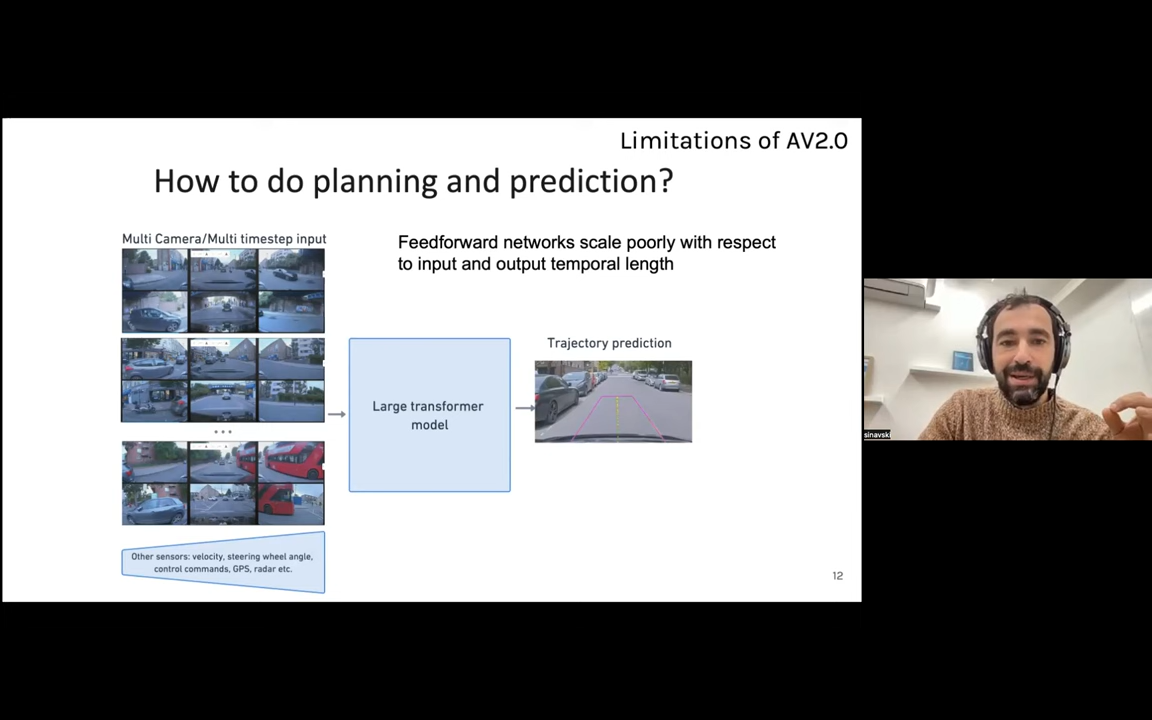 Limitations of AV2.0
How to do planning and prediction?
Multi Camera/Multi timestep input
Feedforward networks scale poorly with respect
to input and output temporal length
Large transformer
model
Trajectory prediction
Other sensors: velocity, steering wheel angle,
control commands, GPS, radar etc.
12
sinavski